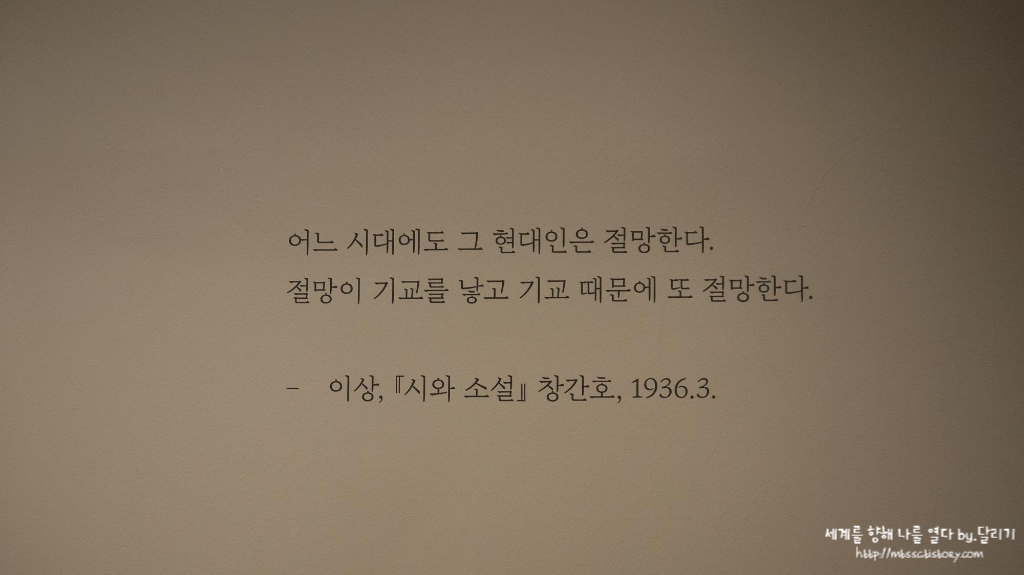 어느 시대에도 그 현대인은 절망한다.
절망이 기교를 낳고 기교 때문에 또 절망한다.
- 이상, 『시와 소설』 창간호, 1936.3.
세계를 향해 나를 열다 by.달리기